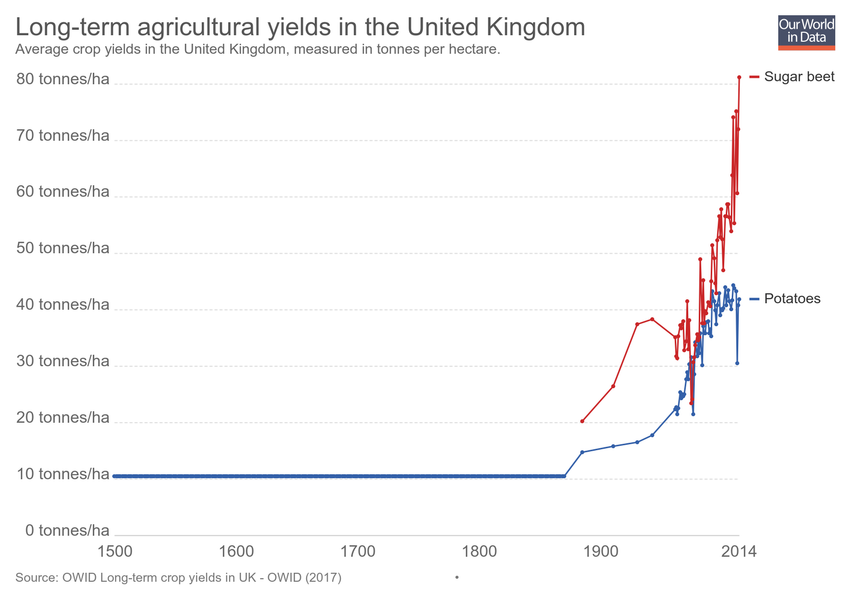 Long-term agricultural yields in the United Kingdom
Our World
in Data
Average crop yields in the United Kingdom, measured in tonnes per hectare.
80 tonnes/ha
Sugar beet
70 tonnes/ha
60 tonnes/ha
50 tonnes/ha
40 tonnes/ha
Potatoes
30 tonnes/ha
20 tonnes/ha
10 tonnes/ha
0 tonnes/ha
1500 1600 1700 1800 1900 2014
Source: OWID Long-term crop yields in UK - OWID (2017) •